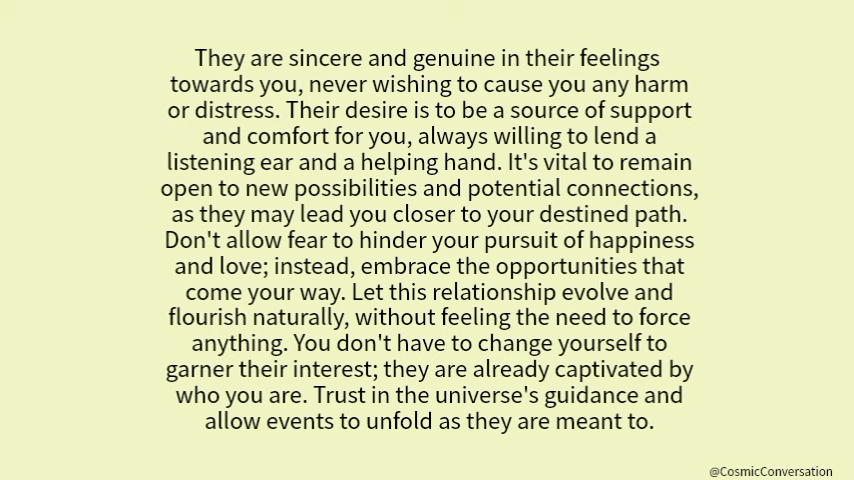 They are sincere and genuine in their feelings
towards you, never wishing to cause you any harm
or distress. Their desire is to be a source of support
and comfort for you, always willing to lend a
listening ear and a helping hand. It's vital to remain
open to new possibilities and potential connections,
as they may lead you closer to your destined path.
Don't allow fear to hinder your pursuit of happiness
and love; instead, embrace the opportunities that
come your way. Let this relationship evolve and
flourish naturally, without feeling the need to force
anything. You don't have to change yourself to
garner their interest; they are already captivated by
who you are. Trust in the universe's guidance and
allow events to unfold as they are meant to.
@CosmicConversation